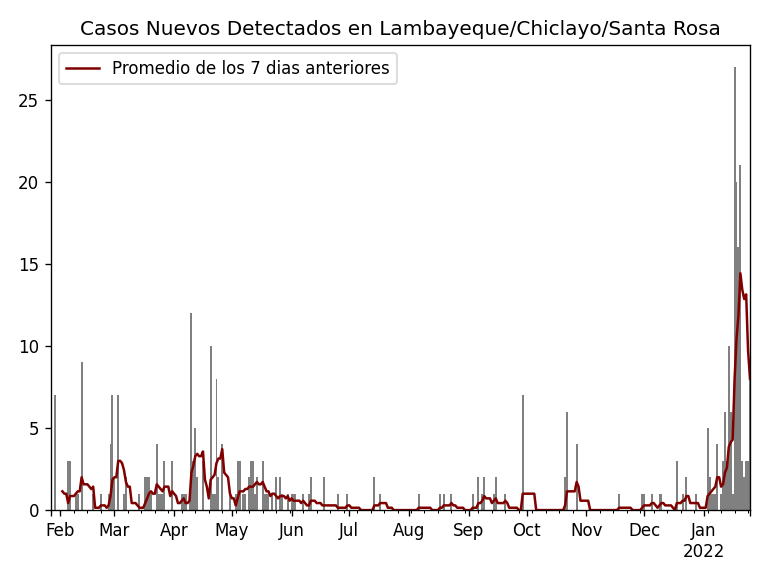 Casos Nuevos Detectados en Lambayeque/Chiclayo/Santa Rosa
Promedio de los 7 dias anteriores
25
20
15
10
5
0
Feb Mar Apr May Jun Jul Aug Sep Oct Nov Dec Jan
2022